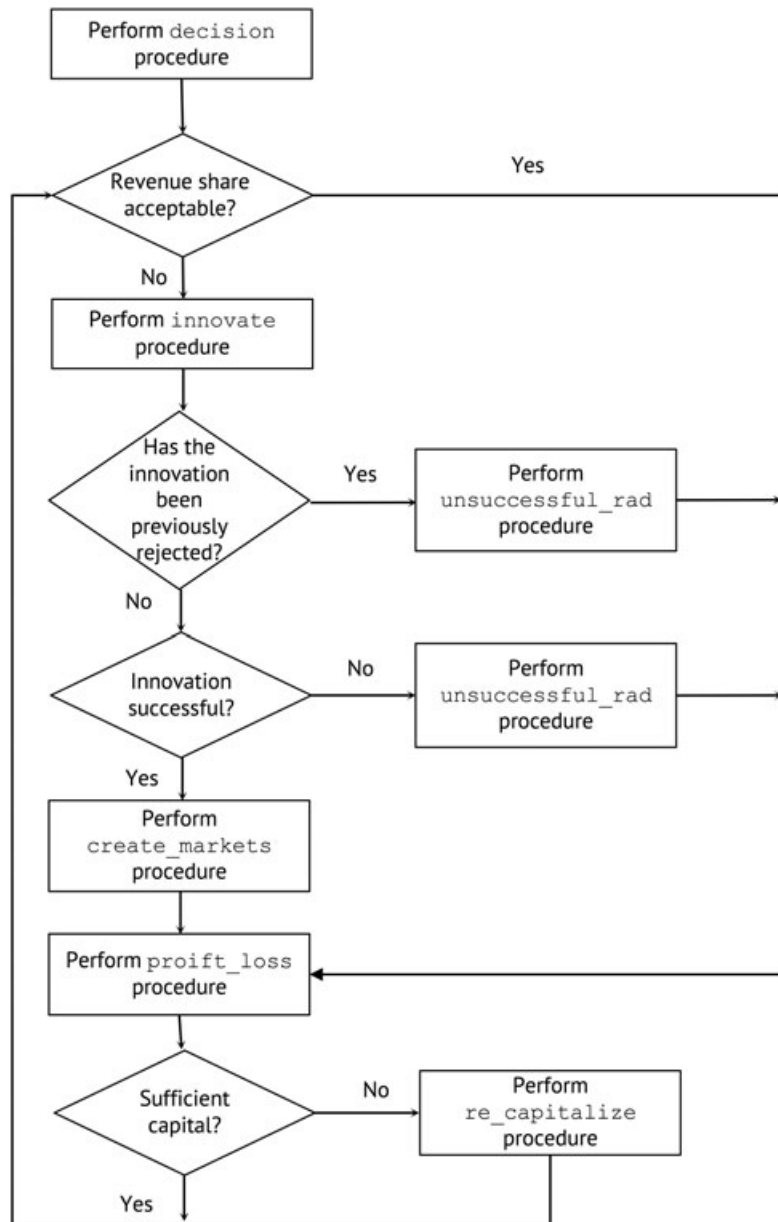 Perform decision
procedure
Yes
Revenue share
acceptable?
No
Perform innovate
procedure
Has the
innovation
been
previously
rejected?
Yes
Perform
unsuccessful_rad
procedure
No
Innovation
successful?
No
Perform
unsuccessful_rad
procedure
Yes
Perform
create_markets
procedure
Perform proift_loss
procedure
Sufficient
capital?
No
Perform
re_capitalize
procedure
Yes